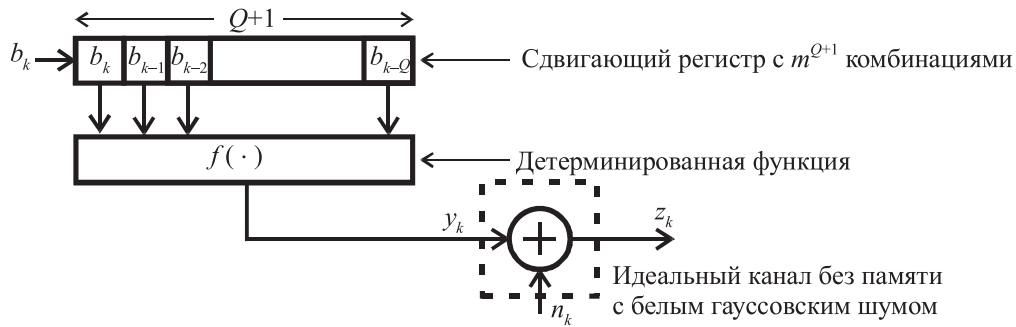 Q+1
b_k b_k b_{k−1} b_{k−2} b_{k−Q} Сдвигающий регистр с m^{Q+1} комбинациями
f ( · ) Детерминированная функция
y_k z_k
Идеальный канал без памяти
с белым гауссовским шумом
n_k